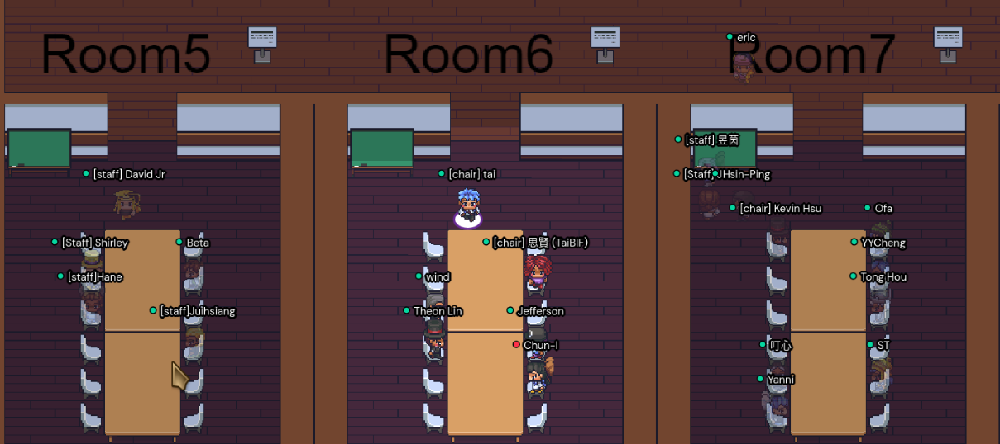 Room5
[staff] David Jr
[Staff] Shirley
Beta
[staff]Hane
[staff]Juihsiang
Room6
[chair] tai
[chair] 思賢 (TaiBIF)
wind
Theon Lin
Jefferson
Chun-I
eric
Room7
[staff] 昱茵
[Staff] JHsin-Ping
[chair] Kevin Hsu
Ofa
YYCheng
Tong Hou
叮心
ST
Yanni